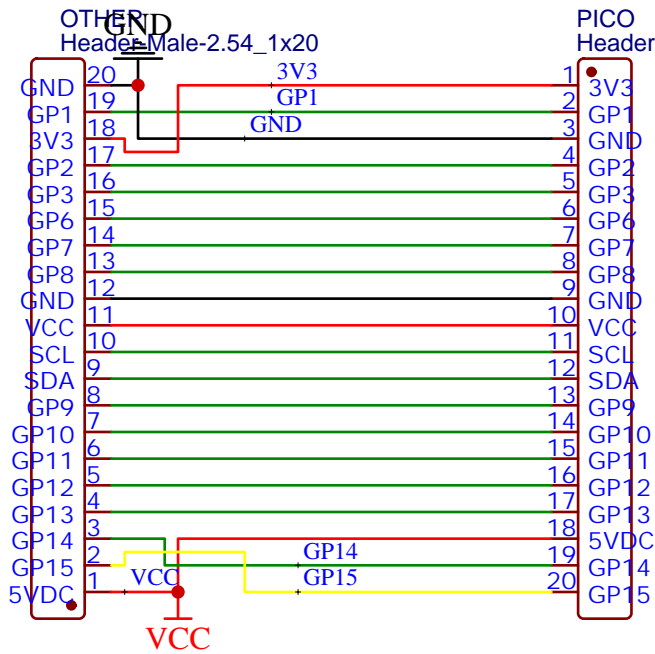 OTHER
Header-Male-2.54_1x20
GND
PICO
Header
GND 20 3V3 1 3V3
GP1 19 GP1 2 GP1
3V3 18 GND 3 GND
GP2 17 4 GP2
GP3 16 5 GP3
GP6 15 6 GP6
GP7 14 7 GP7
GP8 13 8 GP8
GND 12 9 GND
VCC 11 10 VCC
SCL 10 11 SCL
SDA 9 12 SDA
GP9 8 13 GP9
GP10 7 14 GP10
GP11 6 15 GP11
GP12 5 16 GP12
GP13 4 17 GP13
GP14 3 18 5VDC
GP15 2 GP14 19 GP14
5VDC 1 VCC GP15 20 GP15
VCC